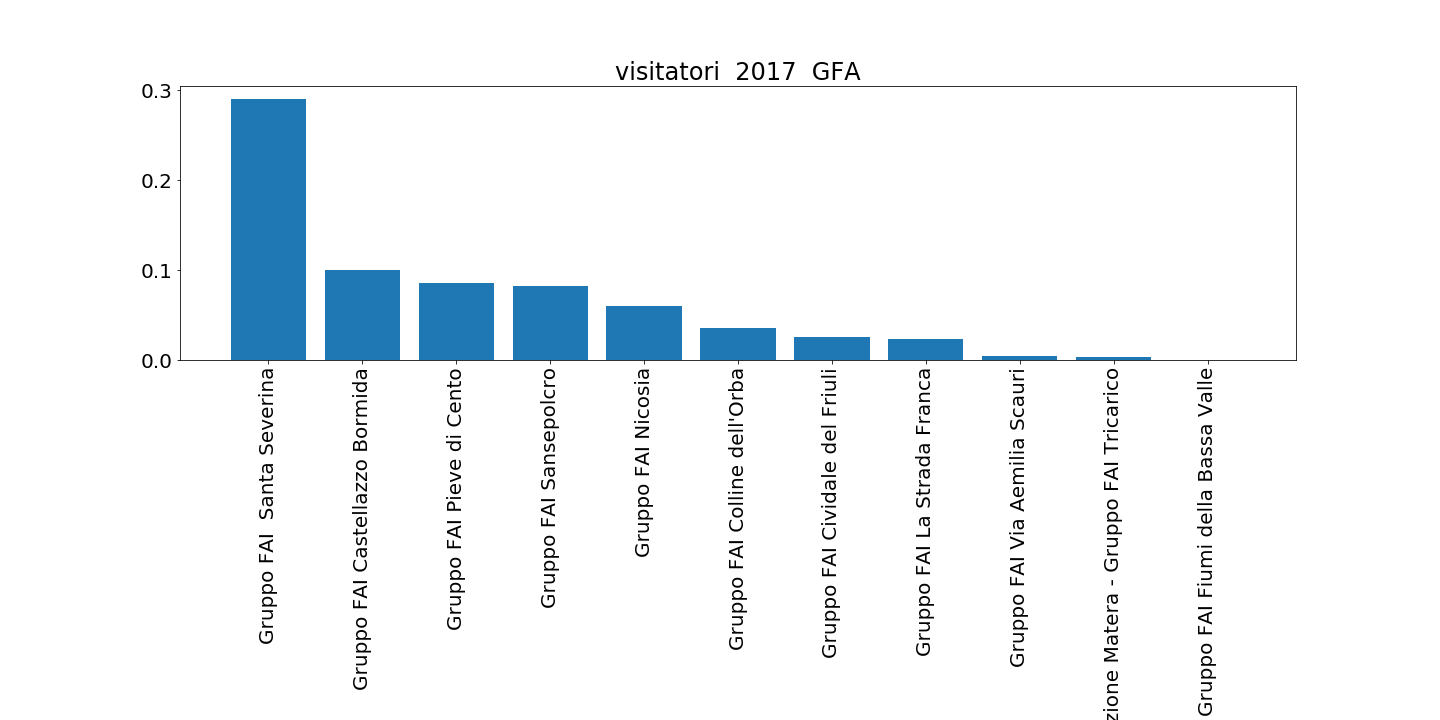 visitatori  2017  GFA
0.3
0.2
0.1
0.0
Gruppo FAI  Santa Severina
Gruppo FAI Castellazzo Bormida
Gruppo FAI Pieve di Cento
Gruppo FAI Sansepolcro
Gruppo FAI Nicosia
Gruppo FAI Colline dell'Orba
Gruppo FAI Cividale del Friuli
Gruppo FAI La Strada Franca
Gruppo FAI Via Aemilia Scauri
zione Matera - Gruppo FAI Tricarico
Gruppo FAI Fiumi della Bassa Valle